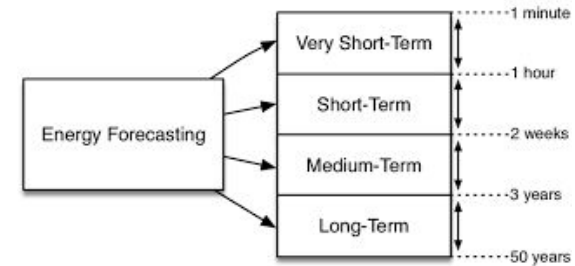 1 minute
Very Short-Term
1 hour
Short-Term
Energy Forecasting
2 weeks
Medium-Term
3 years
Long-Term
50 years